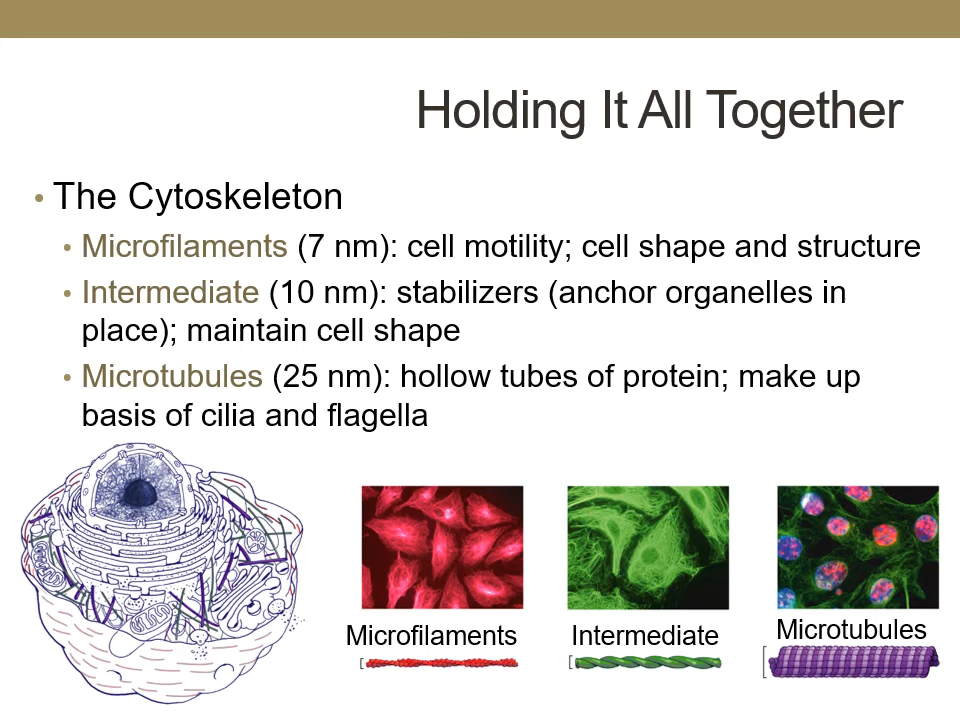 Holding It All Together
• The Cytoskeleton
• Microfilaments (7 nm): cell motility; cell shape and structure
• Intermediate (10 nm): stabilizers (anchor organelles in
place); maintain cell shape
• Microtubules (25 nm): hollow tubes of protein; make up
basis of cilia and flagella
Microfilaments
Intermediate
Microtubules